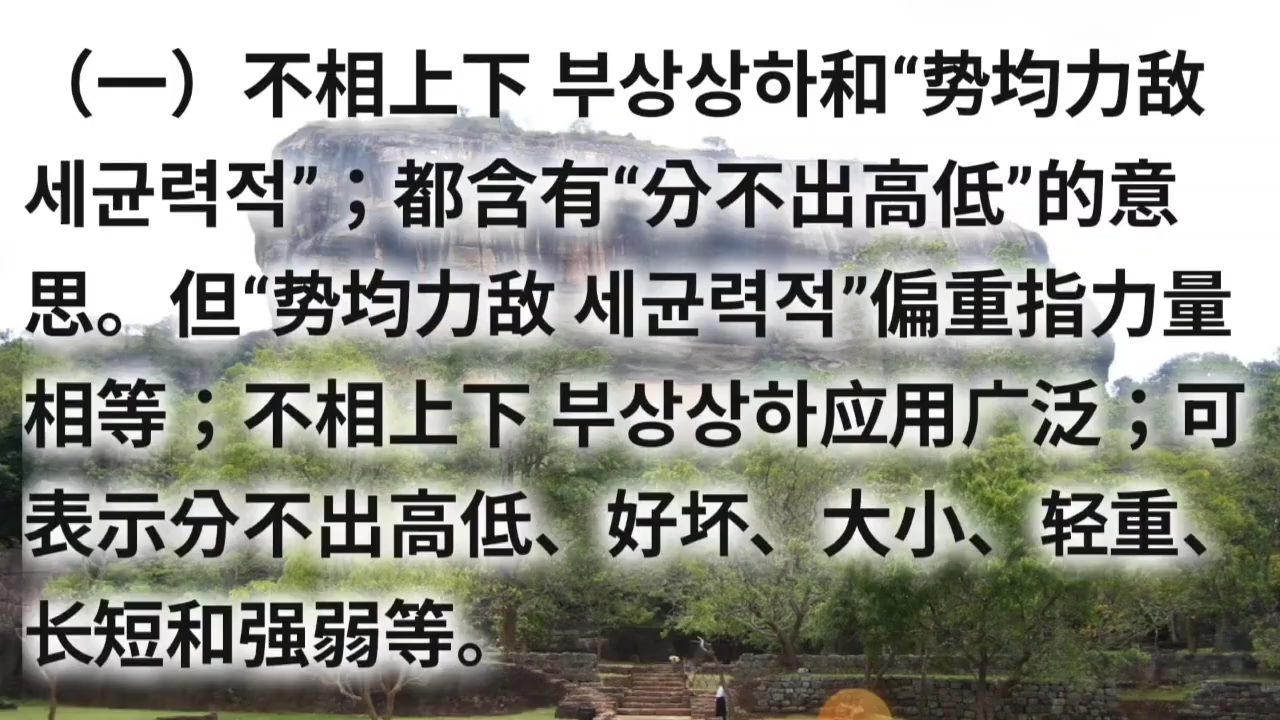 （一）不相上下 부상상하和“势均力敌
세균력적”；都含有“分不出高低”的意
思。但“势均力敌 세균력적”偏重指力量
相等；不相上下 부상상하应用广泛；可
表示分不出高低、好坏、大小、轻重、
长短和强弱等。